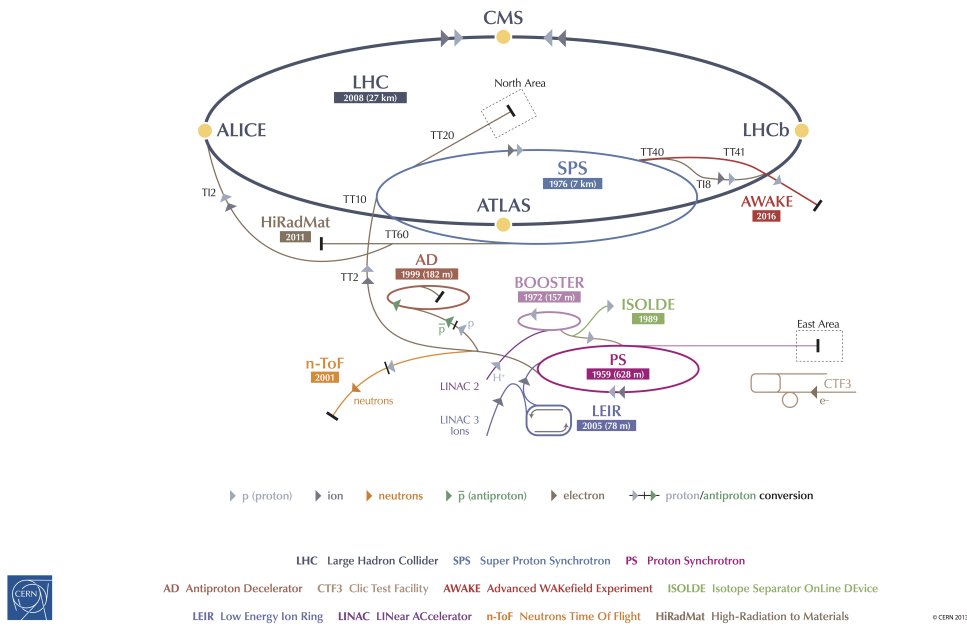 CMS
LHC
2008 (27 km)
North Area
ALICE
TT20
LHCb
TT40
TT41
SPS
1976 (7 km)
TI8
TI2
TT10
AWAKE
2016
ATLAS
HiRadMat
2011
TT60
AD
1999 (182 m)
TT2
BOOSTER
1972 (157 m)
ISOLDE
1989
p̅
p
East Area
n-ToF
2001
PS
1959 (628 m)
H⁺
LINAC 2
neutrons
CTF3
e⁻
LEIR
2005 (78 m)
LINAC 3
Ions
p (proton) ion neutrons p̅ (antiproton) electron proton/antiproton conversion
LHC Large Hadron Collider SPS Super Proton Synchrotron PS Proton Synchrotron
AD Antiproton Decelerator CTF3 Clic Test Facility AWAKE Advanced WAKefield Experiment ISOLDE Isotope Separator OnLine DEvice
LEIR Low Energy Ion Ring LINAC LINear ACcelerator n-ToF Neutrons Time Of Flight HiRadMat High-Radiation to Materials
CERN